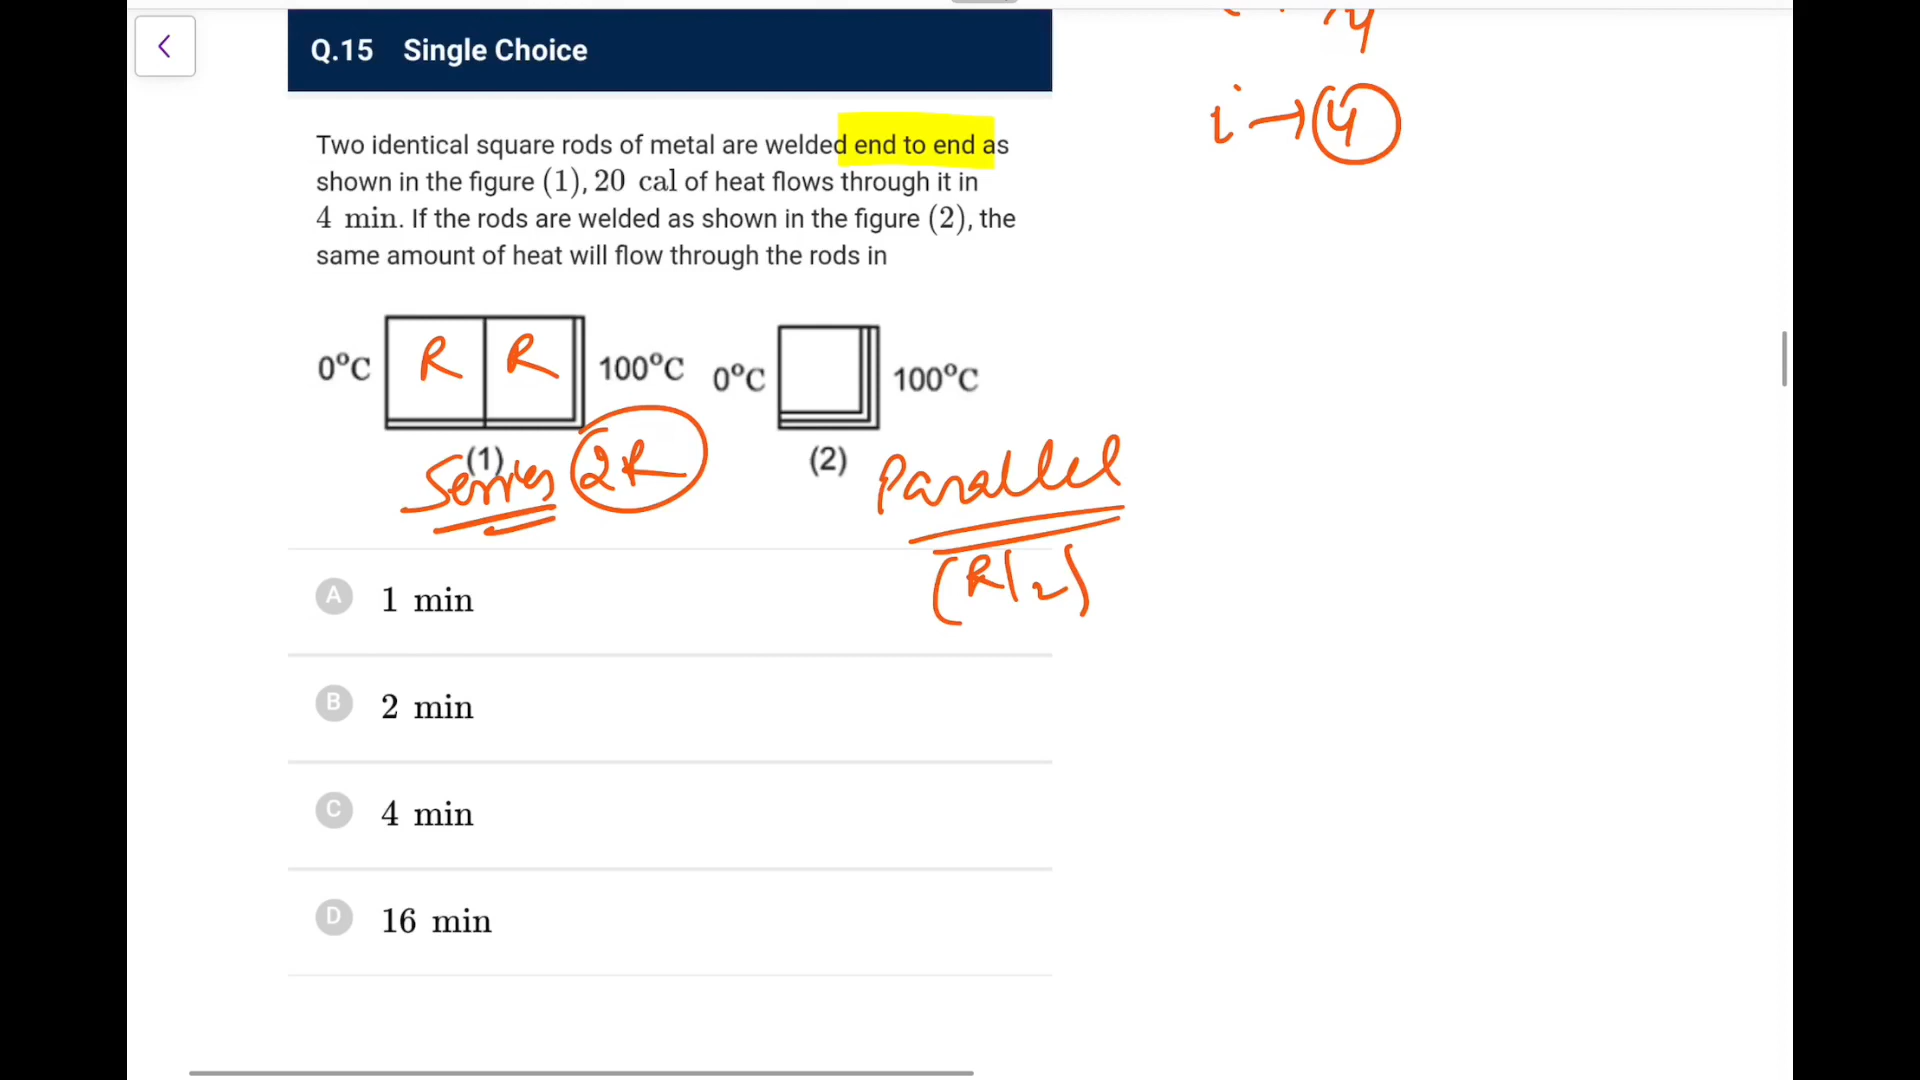 Q.15 Single Choice
i → 4
Two identical square rods of metal are welded end to end as
shown in the figure (1), 20 cal of heat flows through it in
4 min. If the rods are welded as shown in the figure (2), the
same amount of heat will flow through the rods in
0°C R R 100°C 0°C 100°C
(1) (2)
Series 2R Parallel
(R/2)
A 1 min
B 2 min
C 4 min
D 16 min